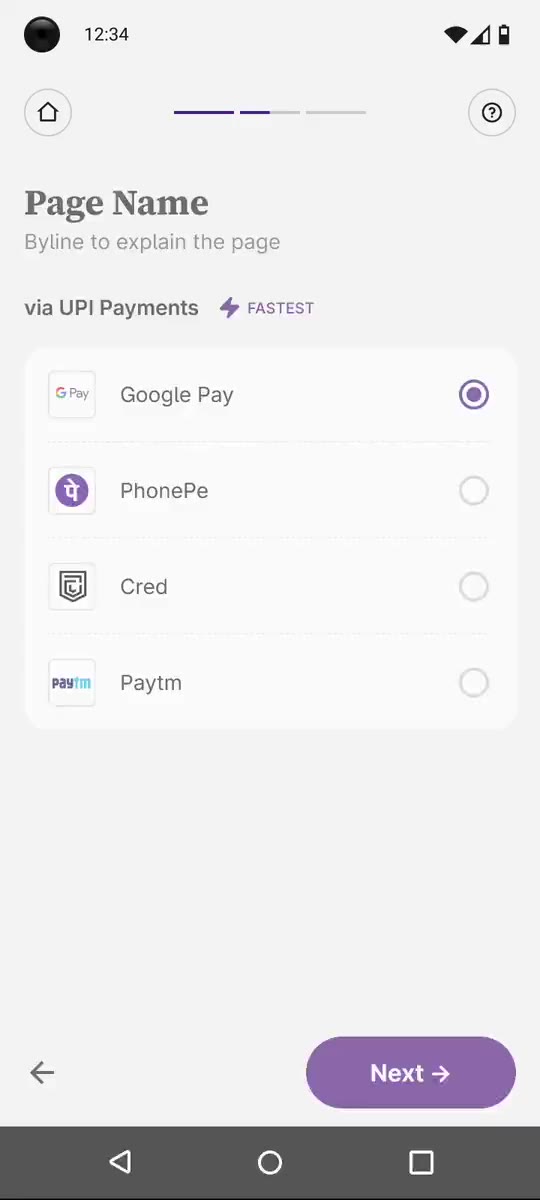 12:34
Page Name
Byline to explain the page
via UPI Payments FASTEST
G Pay Google Pay
पे PhonePe
Cred
paytm Paytm
Next →